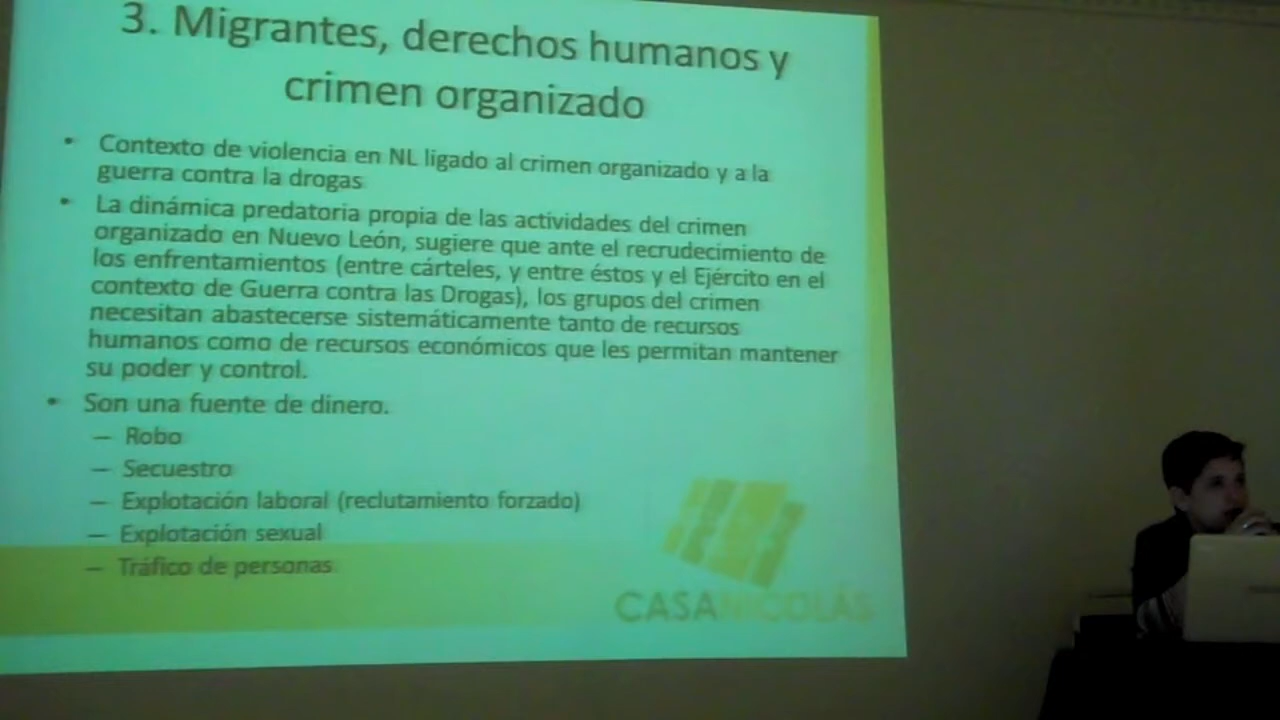 3. Migrantes, derechos humanos y
crimen organizado
• Contexto de violencia en NL ligado al crimen organizado y a la
guerra contra la drogas
• La dinámica predatoria propia de las actividades del crimen
organizado en Nuevo León, sugiere que ante el recrudecimiento de
los enfrentamientos (entre cárteles, y entre éstos y el Ejército en el
contexto de Guerra contra las Drogas), los grupos del crimen
necesitan abastecerse sistemáticamente tanto de recursos
humanos como de recursos económicos que les permitan mantener
su poder y control.
• Son una fuente de dinero.
– Robo
– Secuestro
– Explotación laboral (reclutamiento forzado)
– Explotación sexual
– Tráfico de personas
CASANICOLÁS